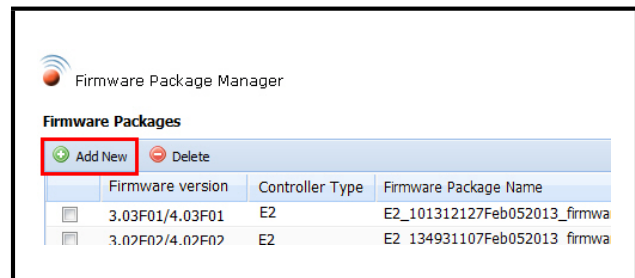 Firmware Package Manager
Firmware Packages
Add New Delete
Firmware version Controller Type Firmware Package Name
3.03F01/4.03F01 E2 E2_101312127Feb052013_firmwa
3.02F02/4.02F02 E2 E2_134931107Feb052013_firmwa